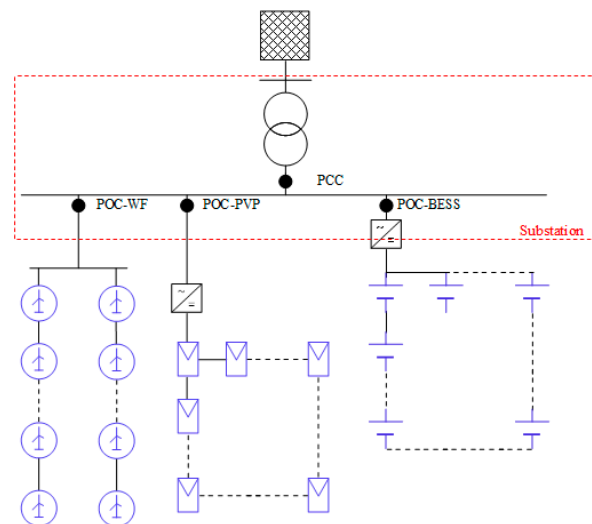 PCC
POC-WF
POC-PVP
POC-BESS
~
=
Substation
~
=